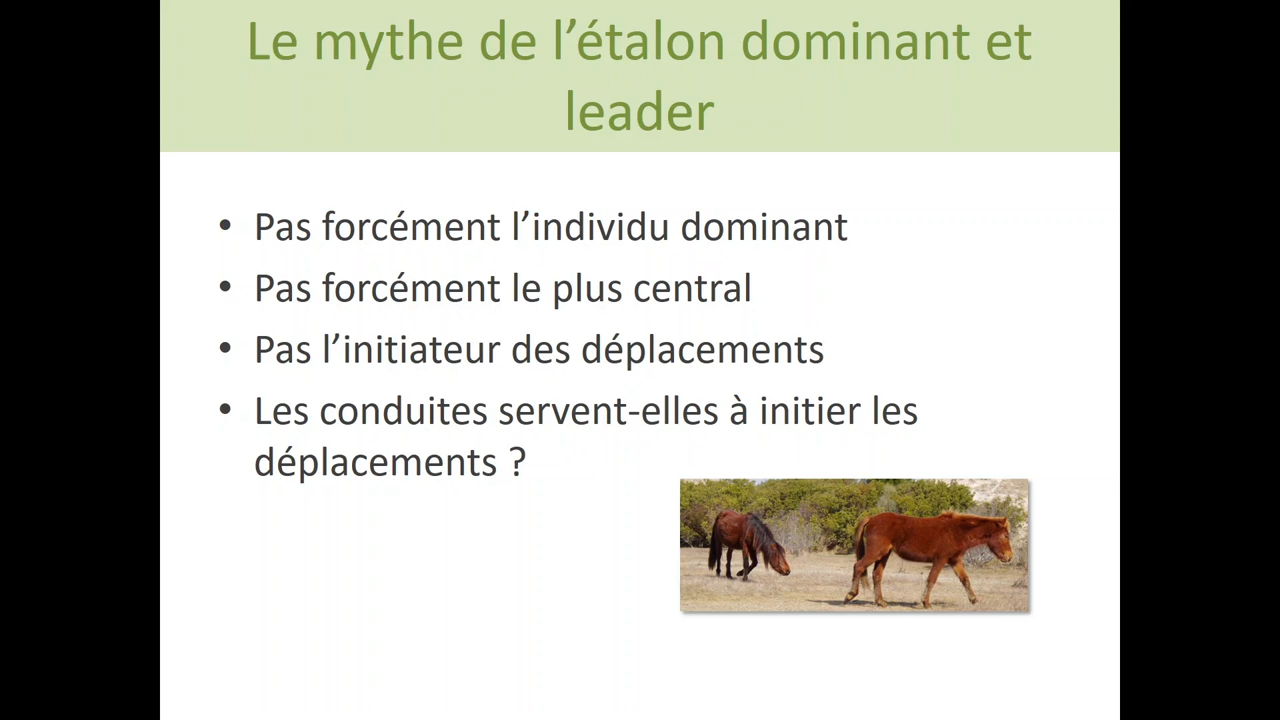 Le mythe de l’étalon dominant et
leader
• Pas forcément l’individu dominant
• Pas forcément le plus central
• Pas l’initiateur des déplacements
• Les conduites servent-elles à initier les
déplacements ?